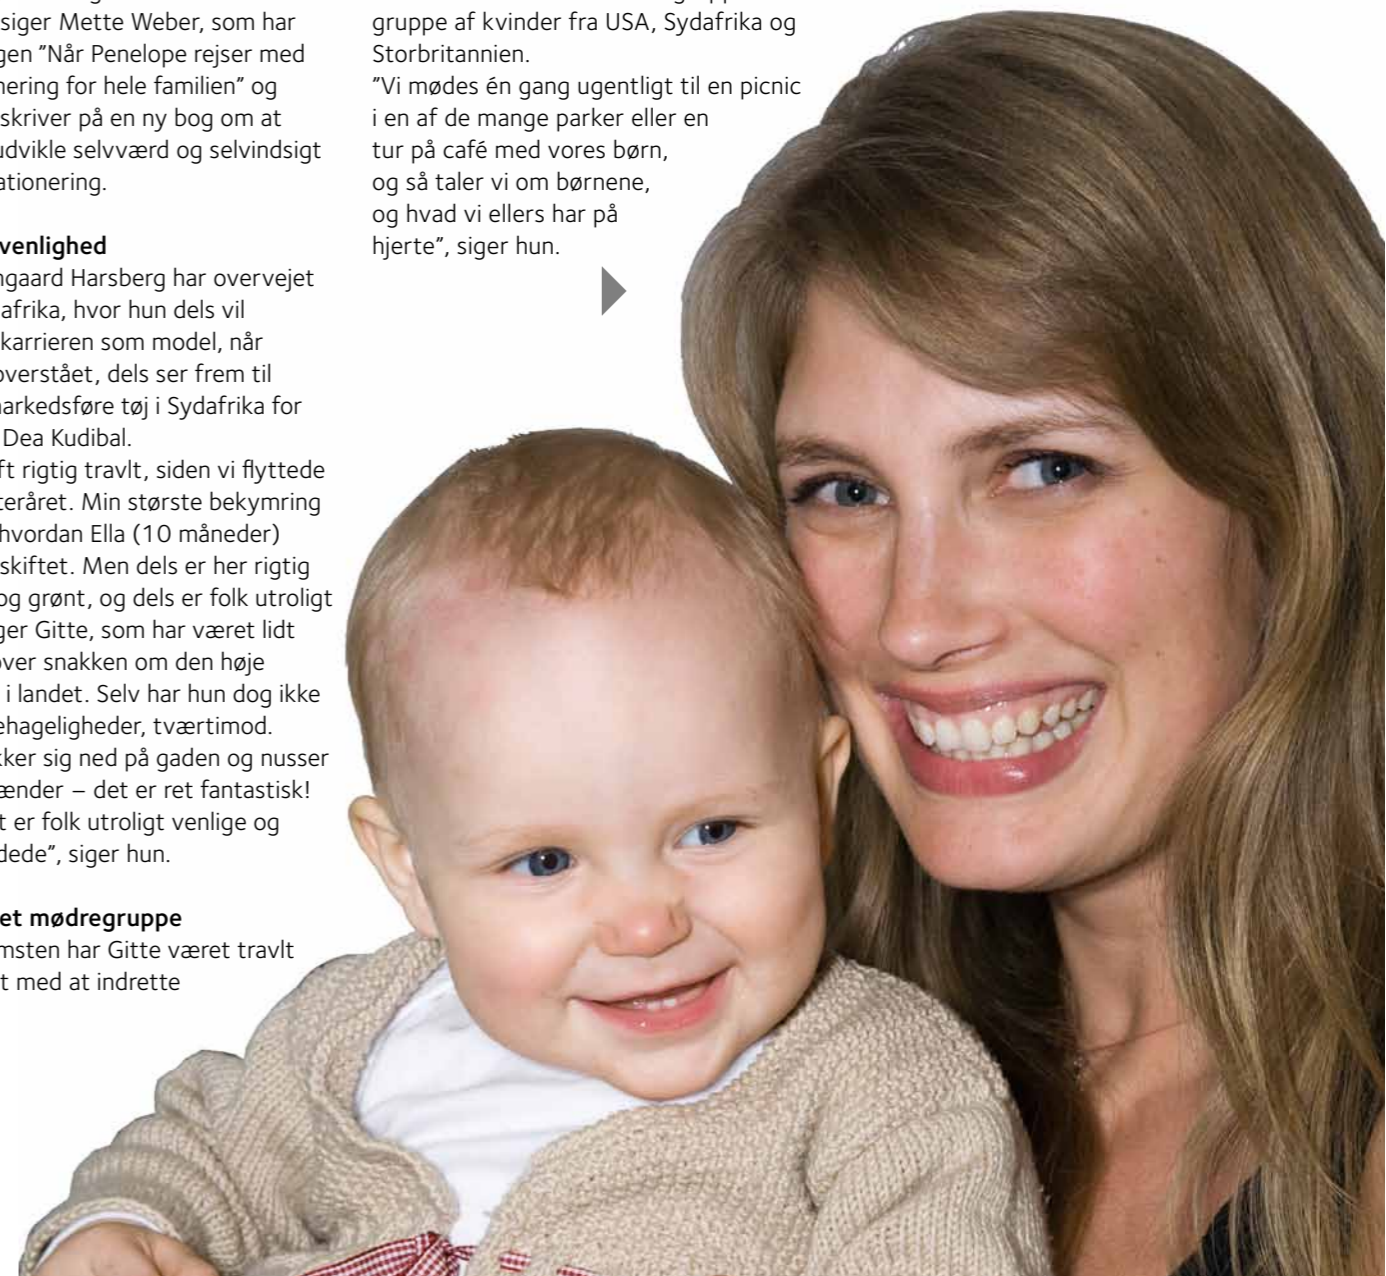 siger Mette Weber, som har
gen ”Når Penelope rejser med
nering for hele familien” og
skriver på en ny bog om at
udvikle selvværd og selvindsigt
ationering.
venlighed
ngaard Harsberg har overvejet
afrika, hvor hun dels vil
karrieren som model, når
overstået, dels ser frem til
narkedsføre tøj i Sydafrika for
Dea Kudibal.
ft rigtig travlt, siden vi flyttede
teråret. Min største bekymring
hvordan Ella (10 måneder)
skiftet. Men dels er her rigtig
og grønt, og dels er folk utroligt
ger Gitte, som har været lidt
over snakken om den høje
i landet. Selv har hun dog ikke
ehageligheder, tværtimod.
kker sig ned på gaden og nusser
ænder – det er ret fantastisk!
t er folk utroligt venlige og
dede”, siger hun.
et mødregruppe
msten har Gitte været travlt
t med at indrette
gruppe af kvinder fra USA, Sydafrika og
Storbritannien.
”Vi mødes én gang ugentligt til en picnic
i en af de mange parker eller en
tur på café med vores børn,
og så taler vi om børnene,
og hvad vi ellers har på
hjerte”, siger hun.